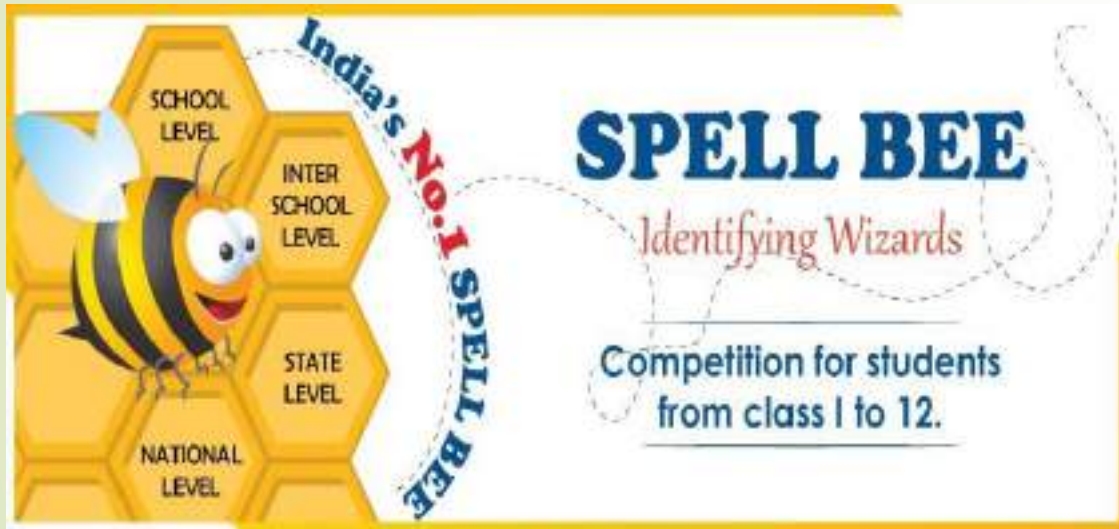 SCHOOL
LEVEL
INTER
SCHOOL
LEVEL
STATE
LEVEL
NATIONAL
LEVEL
India's No.1 SPELL BEE
SPELL BEE
Identifying Wizards
Competition for students
from class I to 12.